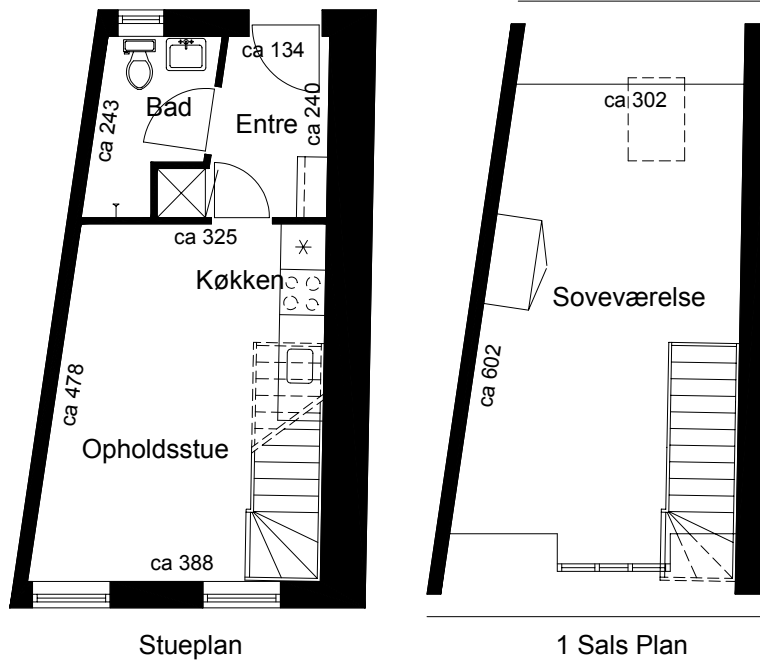 ca 134
Bad
ca 243
Entre
ca 240
ca 325
Køkken
ca 478
Opholdsstue
ca 388
Stueplan
ca 302
Soveværelse
ca 602
1 Sals Plan